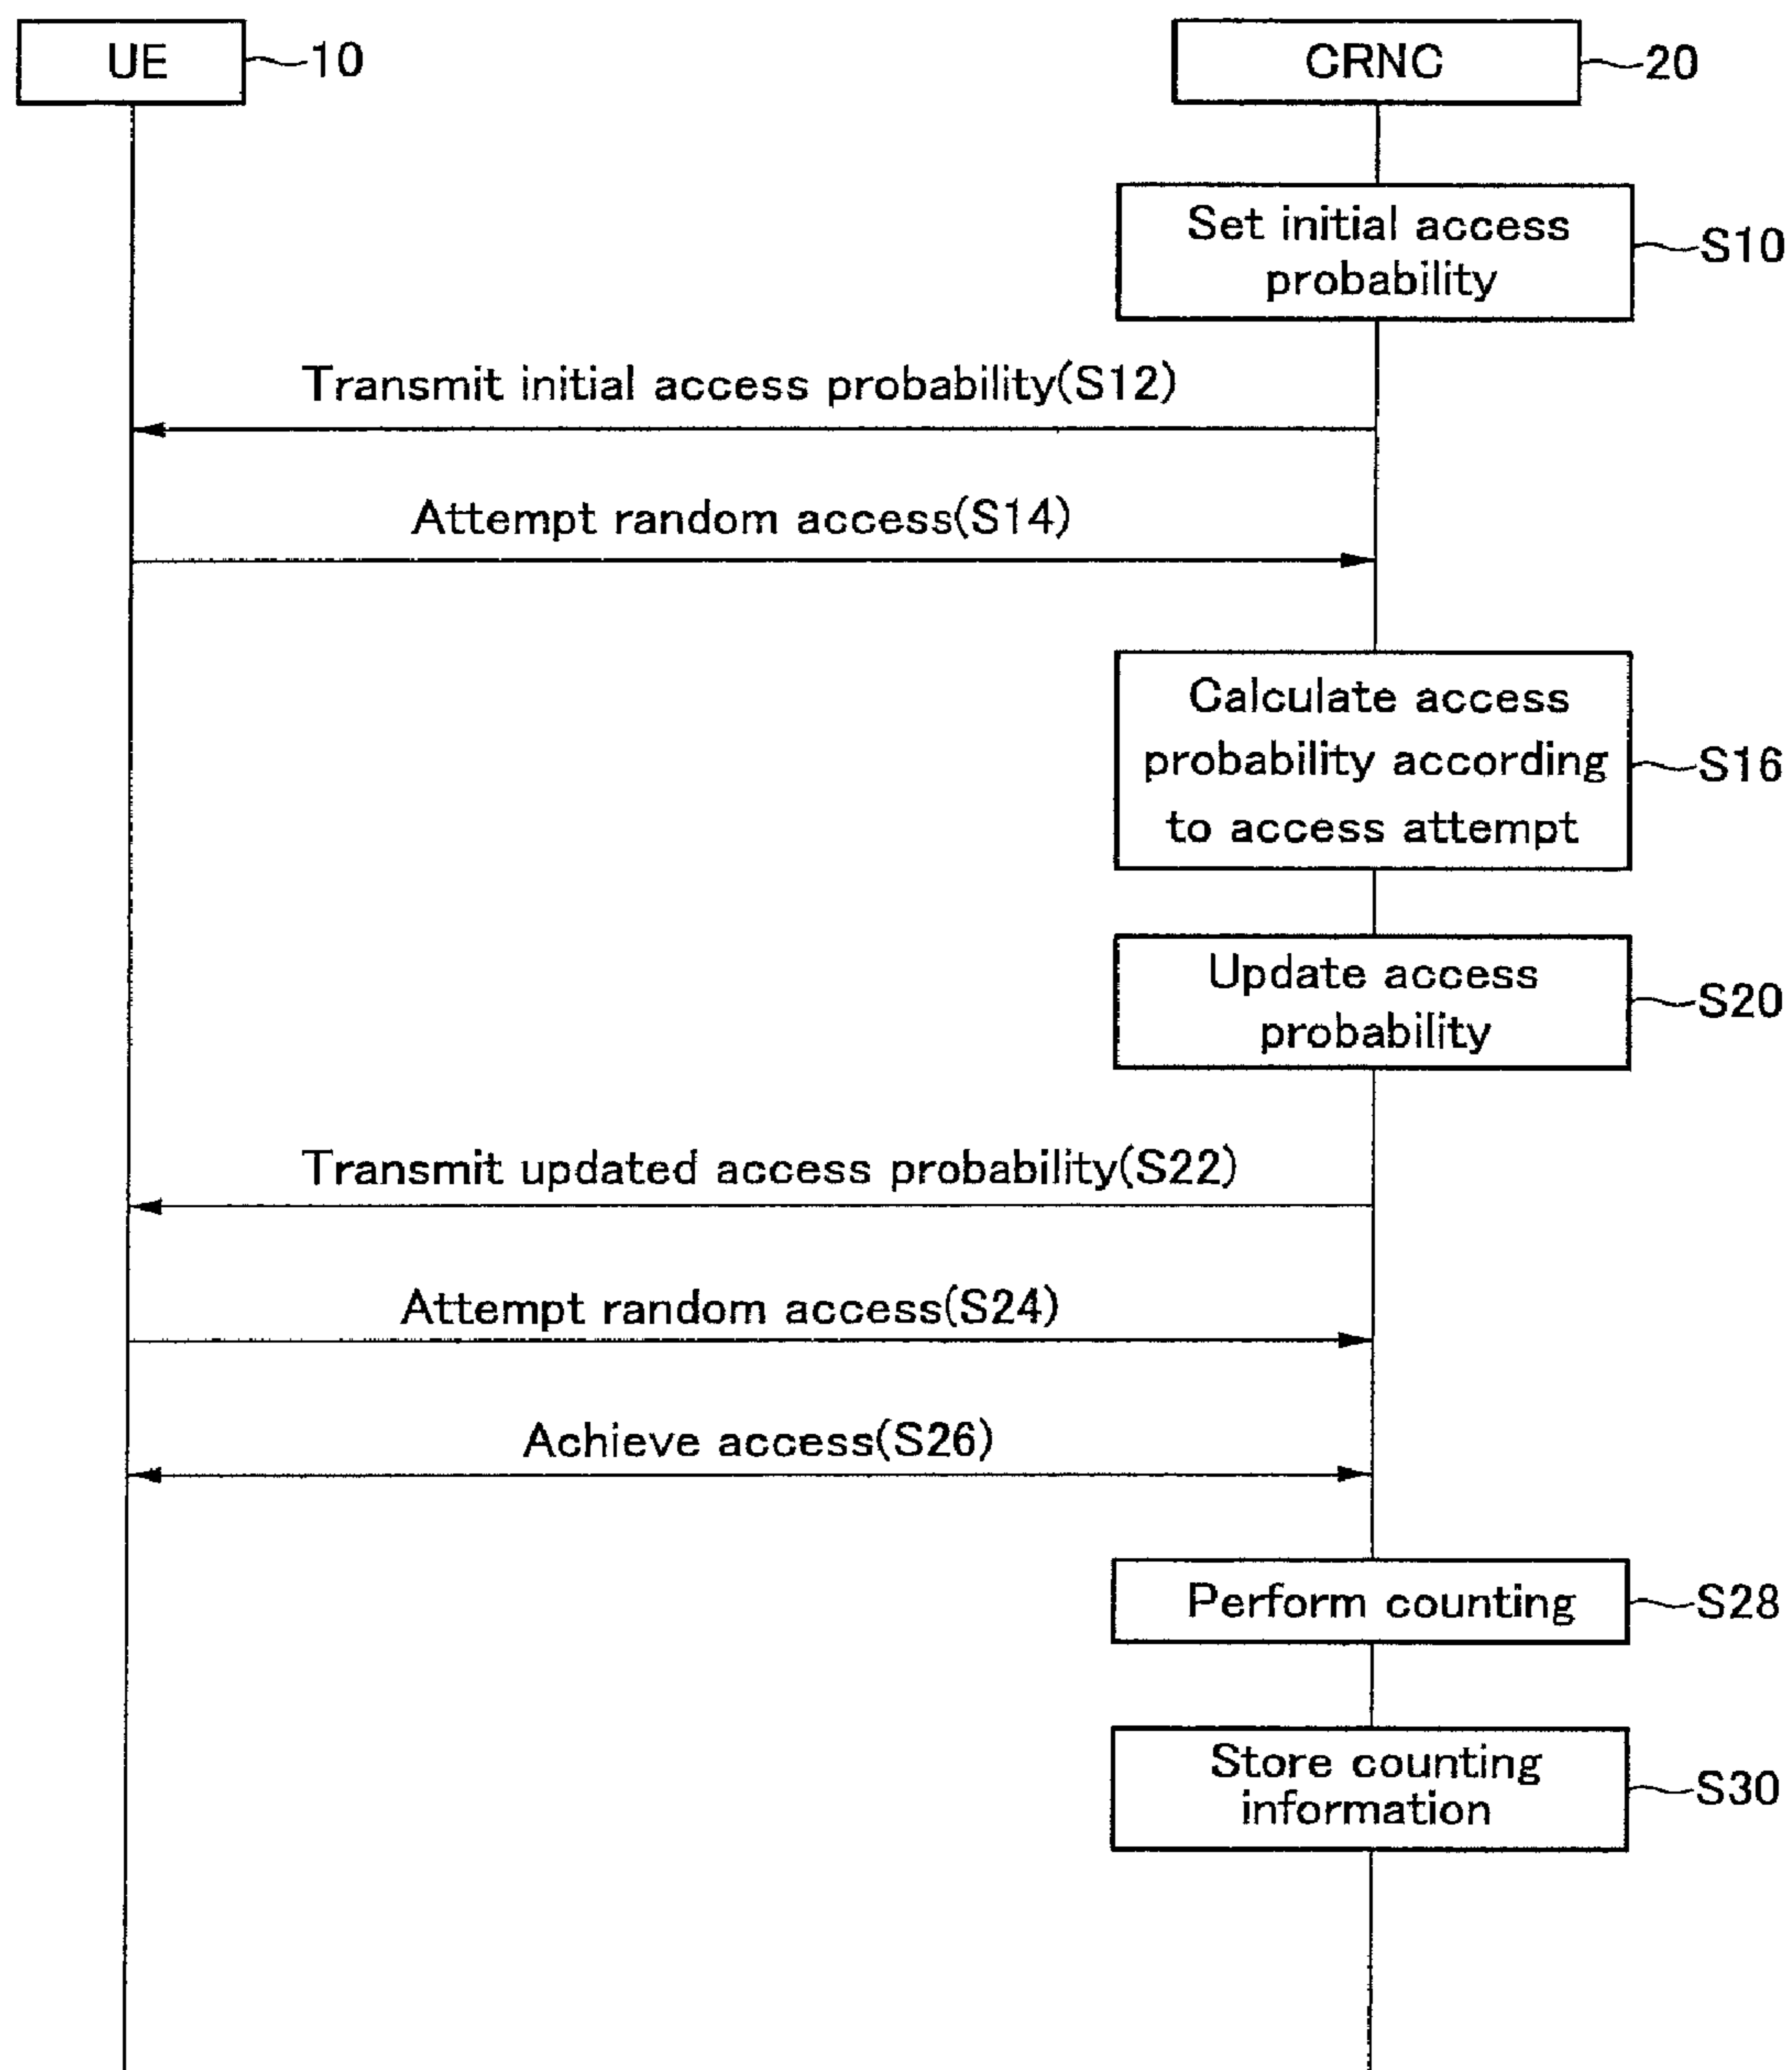 UE
10
CRNC
20
Set initial access
probability
S10
Transmit initial access probability(S12)
Attempt random access(S14)
Calculate access
probability according
to access attempt
S16
Update access
probability
S20
Transmit updated access probability(S22)
Attempt random access(S24)
Achieve access(S26)
Perform counting
S28
Store counting
information
S30